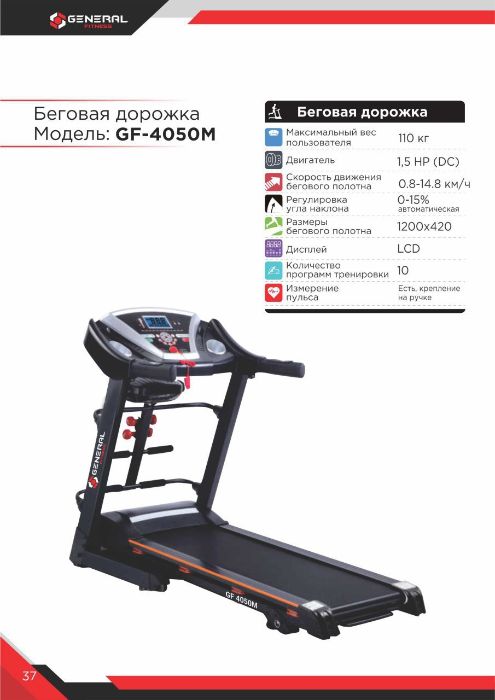 GENERAL
FITNESS
Беговая дорожка
Модель: GF-4050M
Беговая дорожка
Максимальный вес
пользователя
110 кг
Двигатель
1,5 HP (DC)
Скорость движения
бегового полотна
0.8-14.8 км/ч
Регулировка
угла наклона
0-15%
автоматическая
Размеры
бегового полотна
1200x420
Дисплей
LCD
Количество
программ тренировки
10
Измерение
пульса
Есть, крепление
на ручке
GENERAL
FITNESS
GF 4050M
37